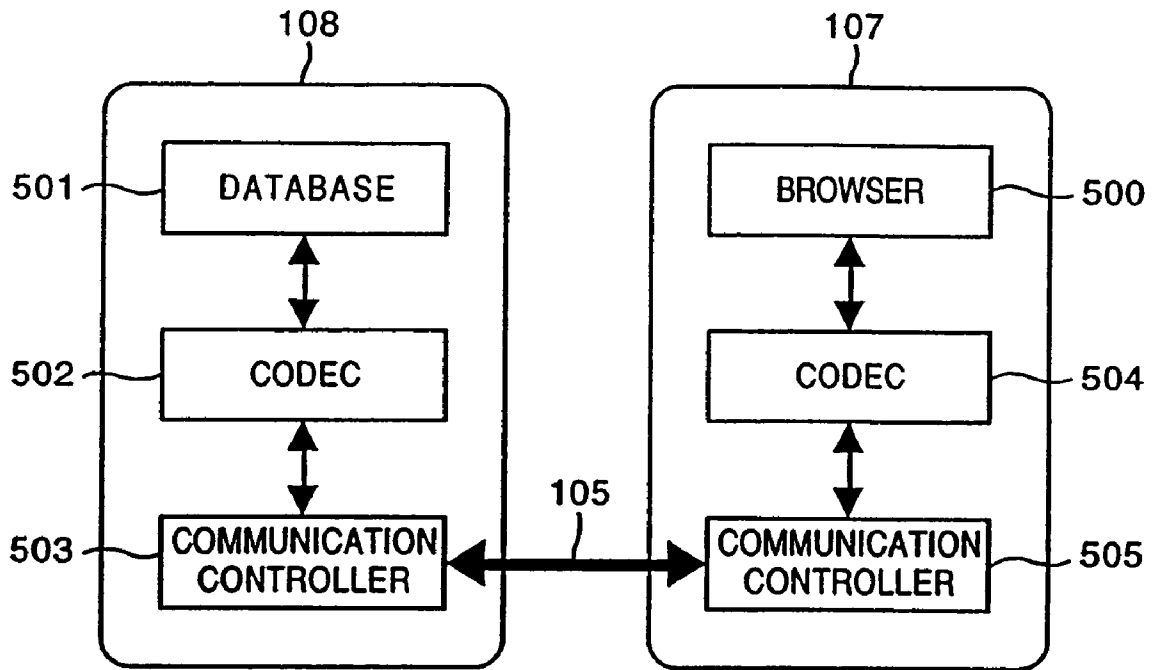 108
107
501
DATABASE
BROWSER
500
502
CODEC
CODEC
504
105
503
COMMUNICATION
CONTROLLER
COMMUNICATION
CONTROLLER
505